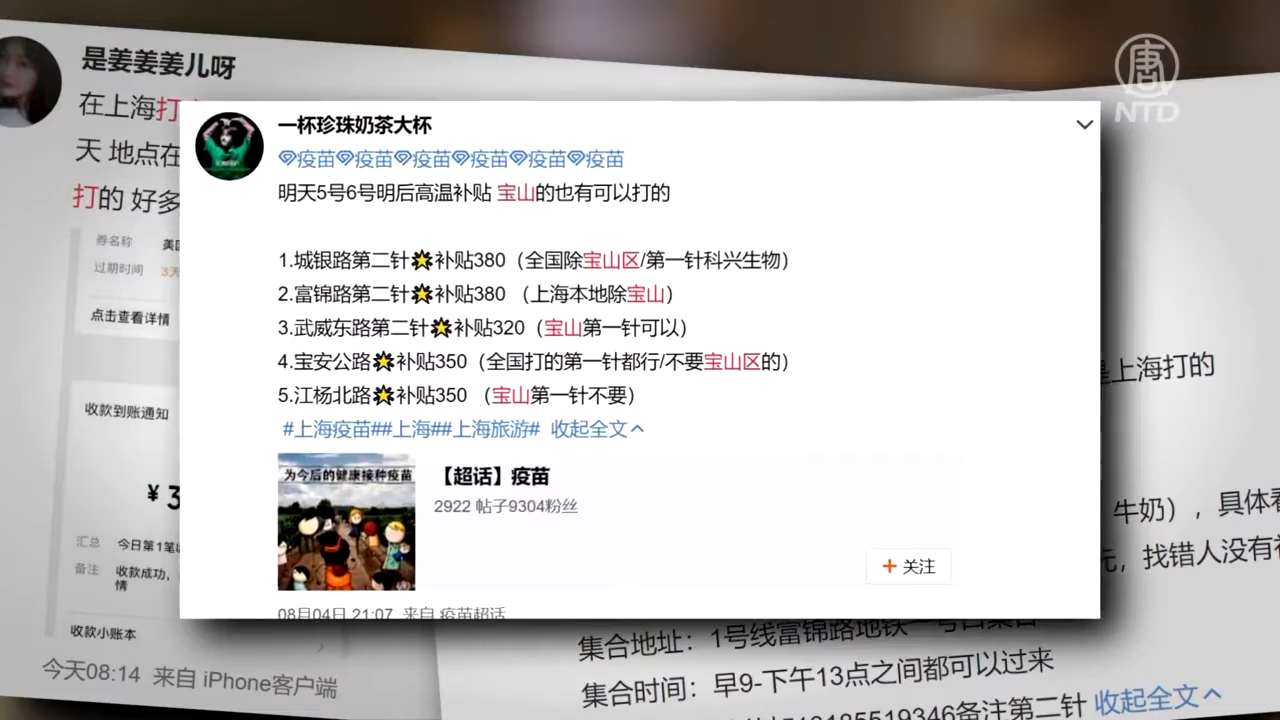 唐
NTD
是姜姜姜儿呀
在上海打
天 地点在
打的 好多
券名称
过期时间 3天
点击查看详情
收款到账通知
¥3
汇总 今日第1笔
备注 收款成功,
情
收款小账本
今天08:14 来自 iPhone客户端
一杯珍珠奶茶大杯
疫苗疫苗疫苗疫苗疫苗疫苗
明天5号6号明后高温补贴 宝山的也有可以打的
1.城银路第二针🌟补贴380（全国除宝山区/第一针科兴生物）
2.富锦路第二针🌟补贴380 （上海本地除宝山）
3.武威东路第二针🌟补贴320（宝山第一针可以）
4.宝安公路🌟补贴350（全国打的第一针都行/不要宝山区的）
5.江杨北路🌟补贴350 （宝山第一针不要）
#上海疫苗##上海##上海旅游# 收起全文
为今后的健康接种疫苗
【超话】疫苗
2922 帖子9304粉丝
+ 关注
08月04日 21:07 来自 疫苗超话
上海打的
牛奶），具体看
元，找错人没有
集合地址：1号线富锦路地铁一号口集合
集合时间：早9-下午13点之间都可以过来
备注第二针 收起全文